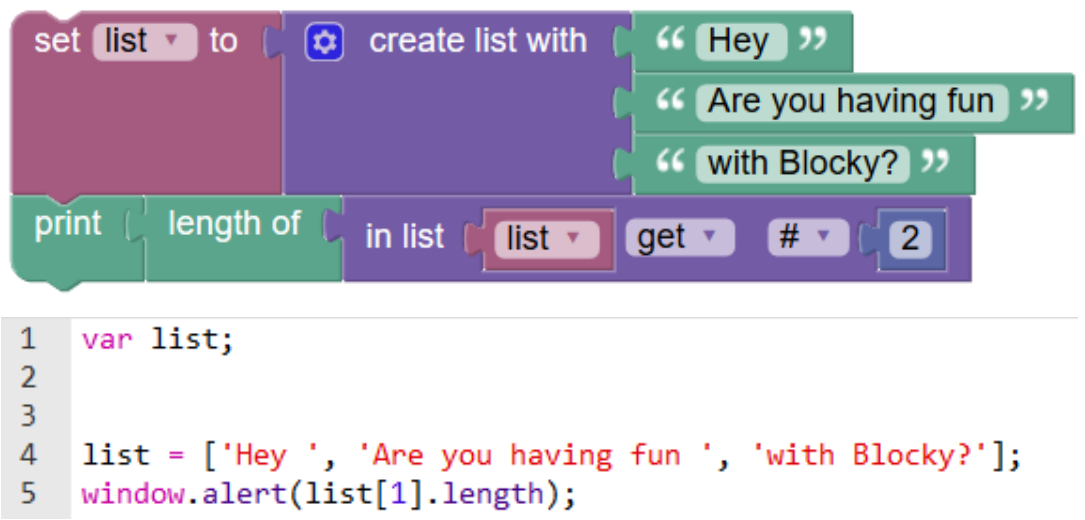 set list to create list with “ Hey ”
“ Are you having fun ”
“ with Blocky? ”
print length of in list list get # 2
1 var list;
2
3
4 list = ['Hey ', 'Are you having fun ', 'with Blocky?'];
5 window.alert(list[1].length);